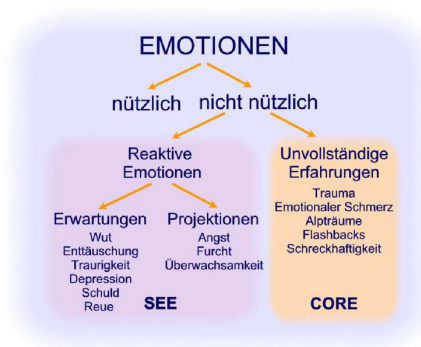 EMOTIONEN
nützlich
nicht nützlich
Reaktive
Emotionen
Erwartungen
Wut
Enttäuschung
Traurigkeit
Depression
Schuld
Reue
Projektionen
Angst
Furcht
Überwachsamkeit
SEE
Unvollständige
Erfahrungen
Trauma
Emotionaler Schmerz
Alpträume
Flashbacks
Schreckhaftigkeit
CORE